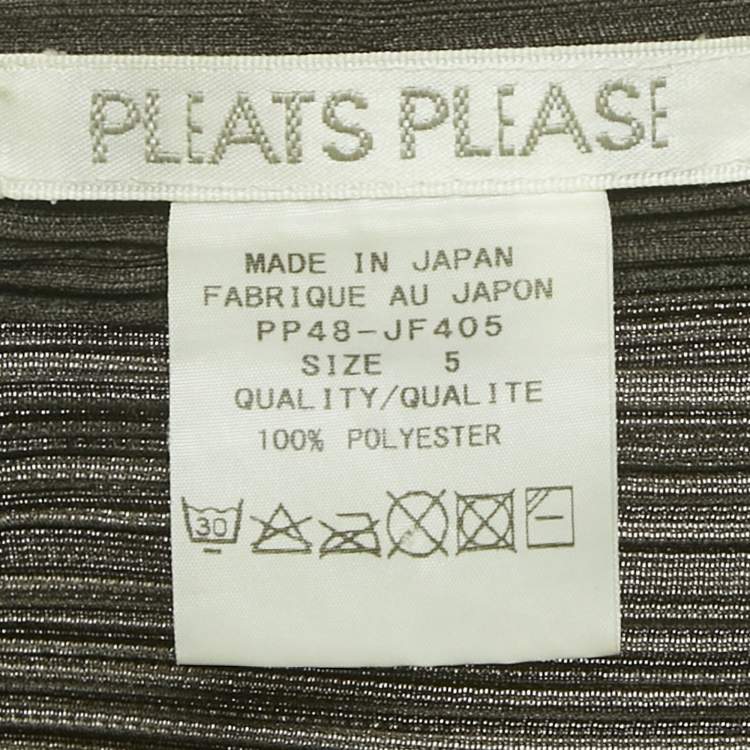 PLEATS PLEASE
MADE IN JAPAN
FABRIQUE AU JAPON
PP48-JF405
SIZE 5
QUALITY/QUALITE
100% POLYESTER
30